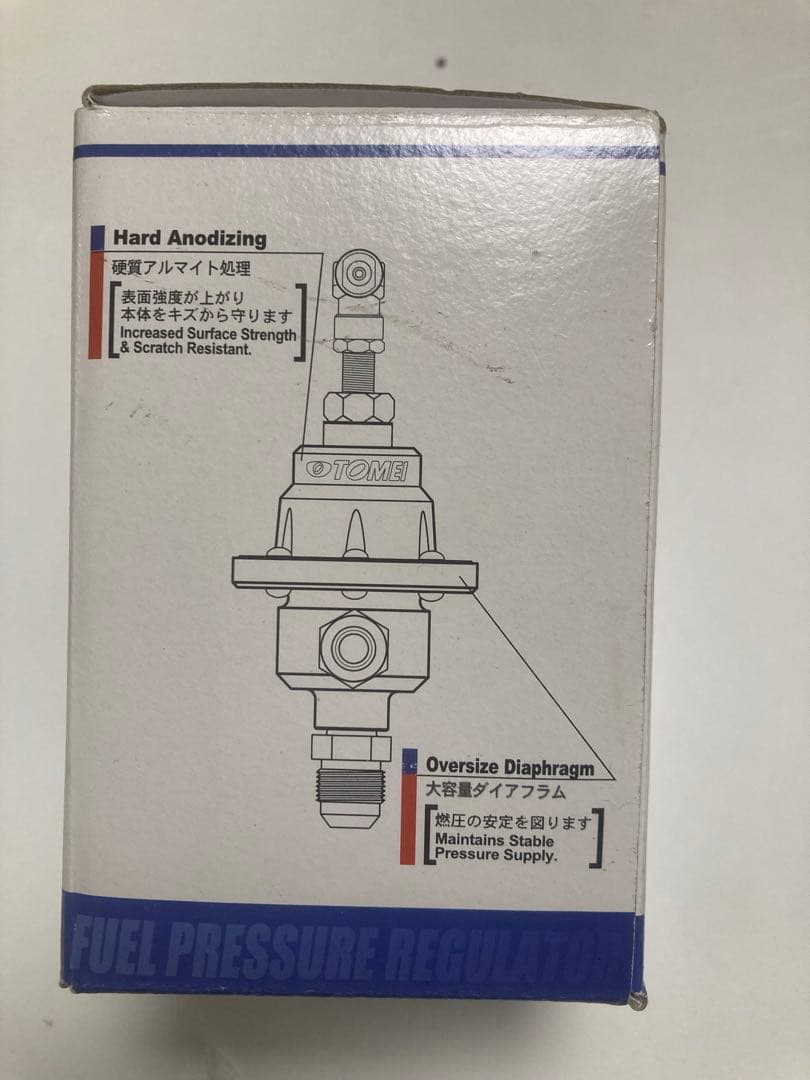 Hard Anodizing
硬質アルマイト処理
表面強度が上がり
本体をキズから守ります
Increased Surface Strength
& Scratch Resistant.
TOMEI
Oversize Diaphragm
大容量ダイアフラム
燃圧の安定を図ります
Maintains Stable
Pressure Supply.
FUEL PRESSURE REGULATOR